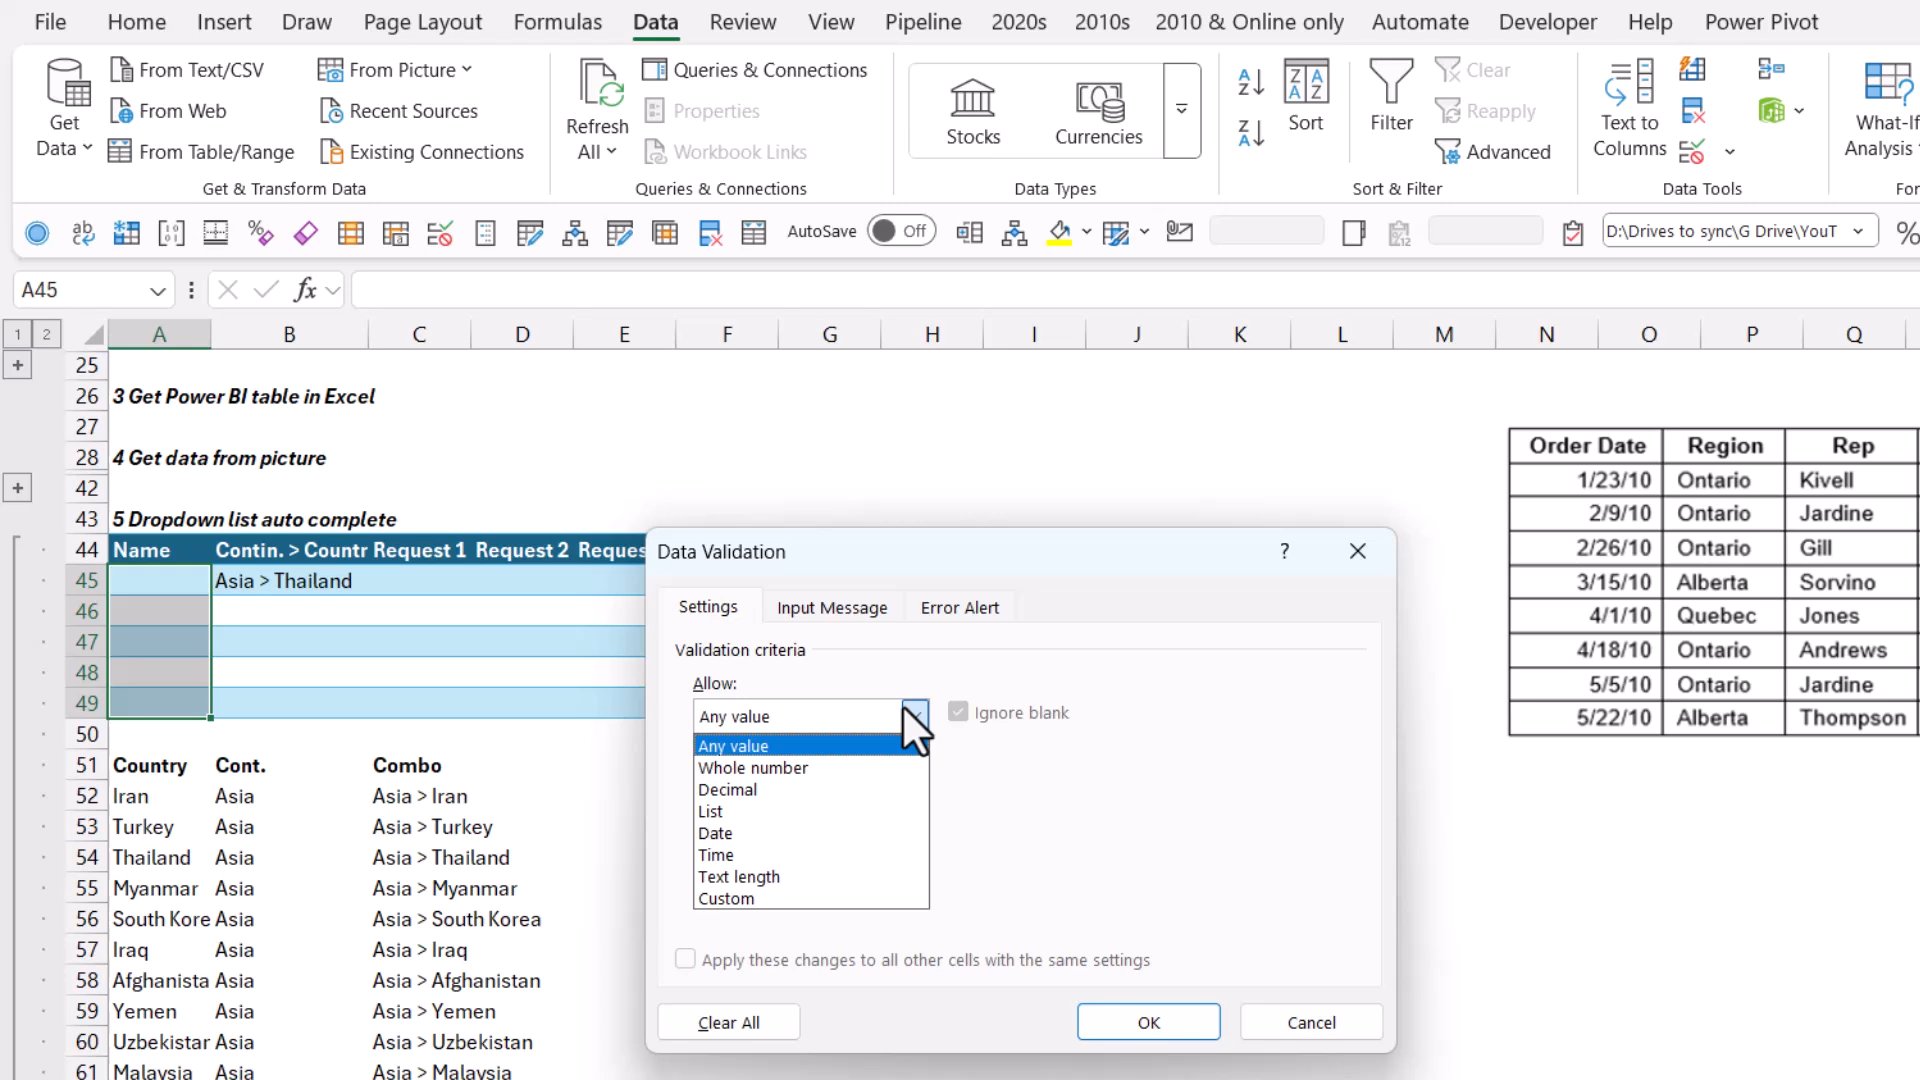 File Home Insert Draw Page Layout Formulas Data Review View Pipeline 2020s 2010s 2010 & Online only Automate Developer Help Power Pivot
Get Data
From Text/CSV
From Web
From Table/Range
From Picture
Recent Sources
Existing Connections
Get & Transform Data
Refresh All
Queries & Connections
Properties
Workbook Links
Queries & Connections
Stocks
Currencies
Data Types
Sort
Filter
Clear
Reapply
Advanced
Sort & Filter
Text to Columns
Data Tools
What-If
Analysis
For
AutoSave Off D:\Drives to sync\G Drive\YouT
A45 fx
1 2 A B C D E F G H I J K L M N O P Q
25
26 3 Get Power BI table in Excel
27
28 4 Get data from picture
42
43 5 Dropdown list auto complete
44 Name Contin. > Countr Request 1 Request 2 Reques
45 Asia > Thailand
46
47
48
49
50
51 Country Cont. Combo
52 Iran Asia Asia > Iran
53 Turkey Asia Asia > Turkey
54 Thailand Asia Asia > Thailand
55 Myanmar Asia Asia > Myanmar
56 South Kore Asia Asia > South Korea
57 Iraq Asia Asia > Iraq
58 Afghanista Asia Asia > Afghanistan
59 Yemen Asia Asia > Yemen
60 Uzbekistar Asia Asia > Uzbekistan
61 Malaysia Asia Asia > Malaysia
Data Validation ?
Settings Input Message Error Alert
Validation criteria
Allow:
Any value Ignore blank
Any value
Whole number
Decimal
List
Date
Time
Text length
Custom
Apply these changes to all other cells with the same settings
Clear All OK Cancel
Order Date Region Rep
1/23/10 Ontario Kivell
2/9/10 Ontario Jardine
2/26/10 Ontario Gill
3/15/10 Alberta Sorvino
4/1/10 Quebec Jones
4/18/10 Ontario Andrews
5/5/10 Ontario Jardine
5/22/10 Alberta Thompson